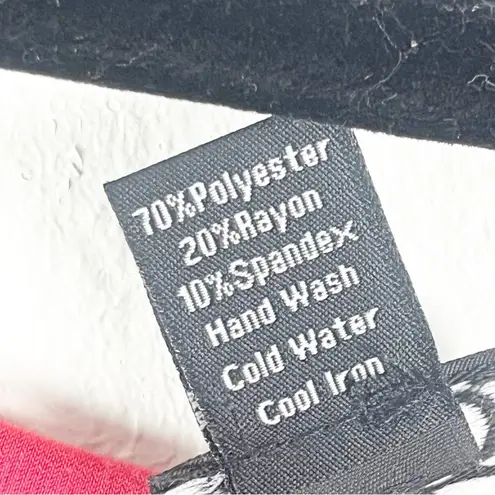 70%Polyester
20%Rayon
10%Spandex
Hand Wash
Cold Water
Cool Iron